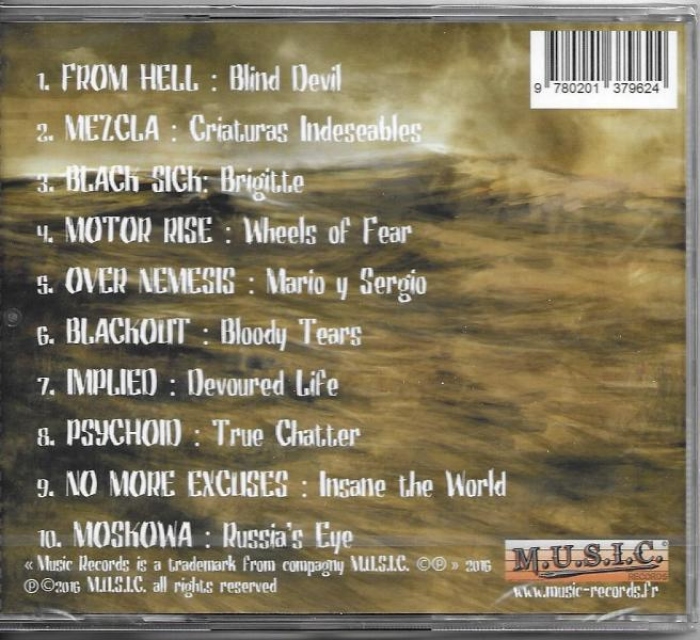 1. FROM HELL : Blind Devil
2. MEZCLA : Criaturas Indeseables
3. BLACK SICK: Brigitte
4. MOTOR RISE : Wheels of Fear
5. OVER NEMESIS : Mario y Sergio
6. BLACKOUT : Bloody Tears
7. IMPLIED : Devoured Life
8. PSYCHOID : True Chatter
9. NO MORE EXCUSES : Insane the World
10. MOSKOWA : Russia's Eye
« Music Records is a trademark from compagny M.U.S.I.C. ©℗ » 2016
℗©2016 M.U.S.I.C. all rights reserved
9 780201 379624
M.U.S.I.C.®
RECORDS
www.music-records.fr